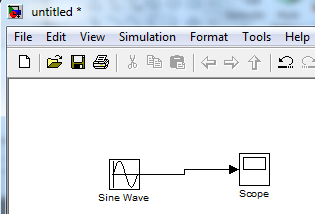 untitled *
File Edit View Simulation Format Tools Help
Sine Wave
Scope